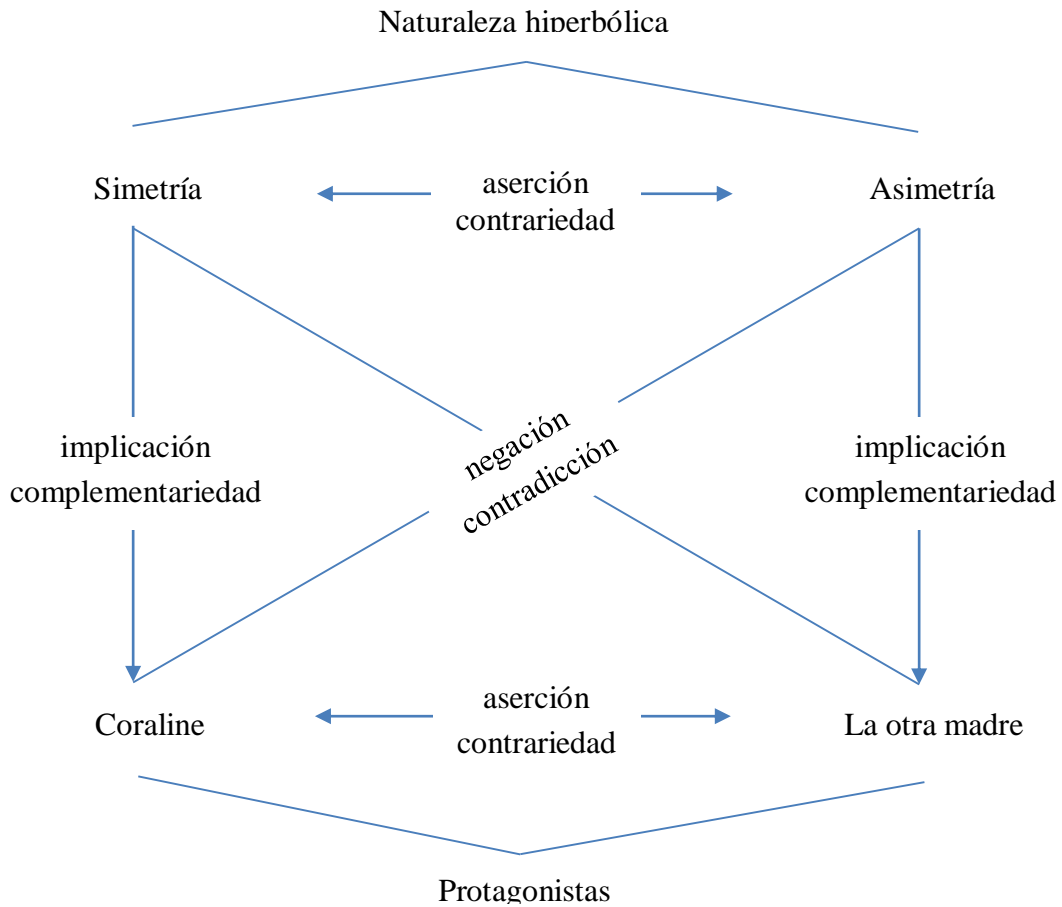 Naturaleza hiperbólica
Simetría
aserción
contrariedad
Asimetría
negación
contradicción
implicación
complementariedad
implicación
complementariedad
Coraline
aserción
contrariedad
La otra madre
Protagonistas